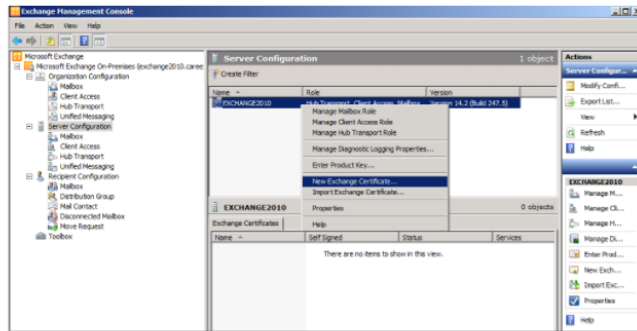 Exchange Management Console
File Action View Help
Microsoft Exchange
Microsoft Exchange On-Premises (exchange2010.caree
Organization Configuration
Mailbox
Client Access
Hub Transport
Unified Messaging
Server Configuration
Mailbox
Client Access
Hub Transport
Unified Messaging
Recipient Configuration
Mailbox
Distribution Group
Mail Contact
Disconnected Mailbox
Move Request
Toolbox
Server Configuration 1 object
Create Filter
Name Role Version
EXCHANGE2010 Hub Transport, Client Access, Mailbox Version 14.2 (Build 247.5)
Manage Mailbox Role
Manage Client Access Role
Manage Hub Transport Role
Manage Diagnostic Logging Properties...
Enter Product Key...
New Exchange Certificate...
Import Exchange Certificate...
Properties
Help
EXCHANGE2010 0 objects
Exchange Certificates
Name Self Signed Status Services
There are no items to show in this view.
Actions
Server Configur...
Modify Confi...
Export List...
View
Refresh
Help
EXCHANGE2010
Manage M...
Manage Cli...
Manage H...
Manage Di...
Enter Prod...
New Exch...
Import Exc...
Properties
Help